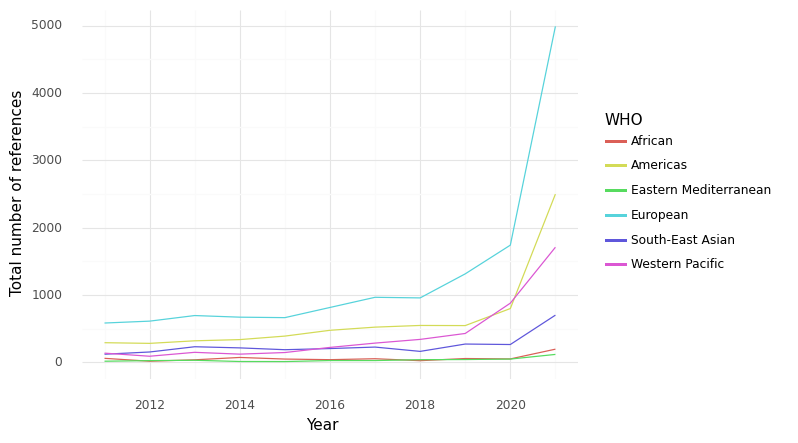 5000
4000
3000
2000
1000
0
Total number of references
2012
2014
2016
2018
2020
Year
WHO
African
Americas
Eastern Mediterranean
European
South-East Asian
Western Pacific